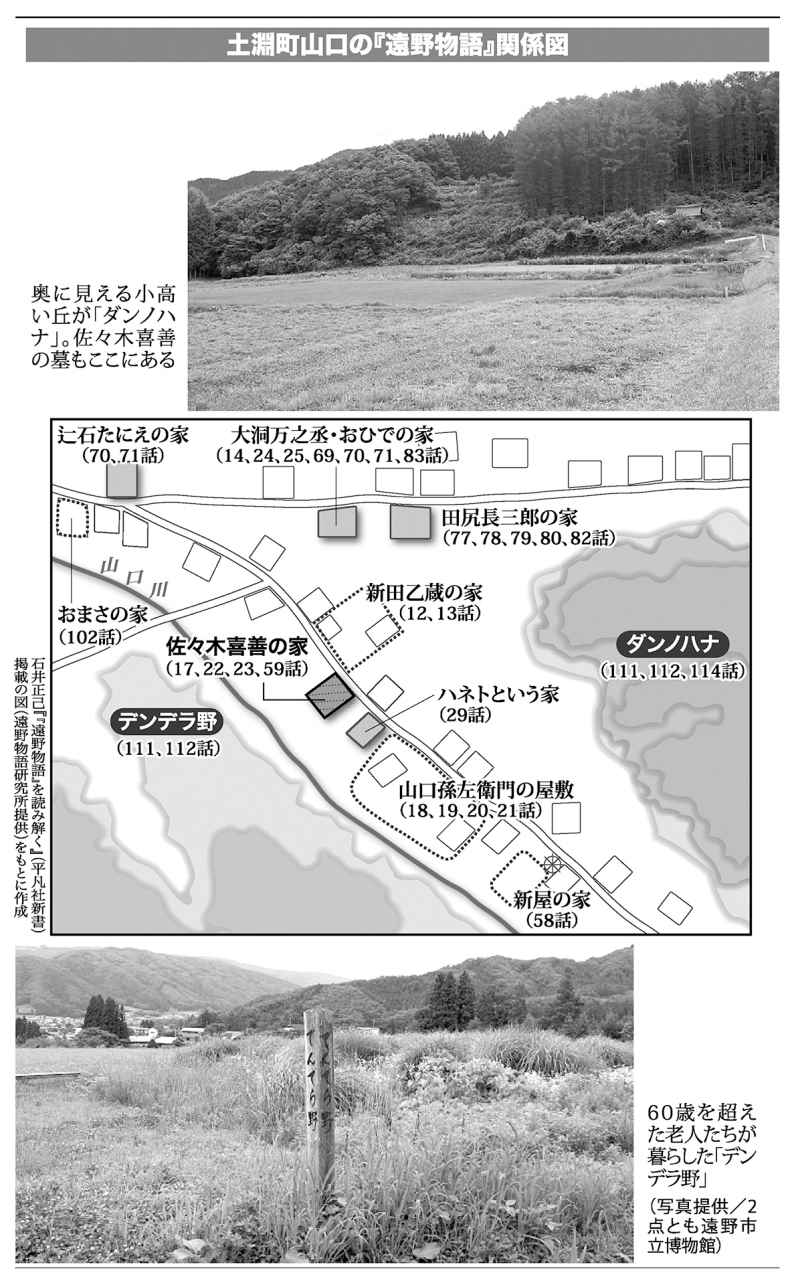 土淵町山口の『遠野物語』関係図
奥に見える小高
い丘が「ダンノハ
ナ」。佐々木喜善
の墓もここにある
辷石たにえの家
(70、71話)
大洞万之丞・おひでの家
(14、24、25、69、70、71、83話)
田尻長三郎の家
(77、78、79、80、82話)
山口川
おまさの家
(102話)
新田乙蔵の家
(12、13話)
佐々木喜善の家
(17、22、23、59話)
ダンノハナ
(111、112、114話)
ハネトという家
(29話)
デンデラ野
(111、112話)
山口孫左衛門の屋敷
(18、19、20、21話)
新屋の家
(58話)
石井正己『『遠野物語』を読み解く』(平凡社新書)
掲載の図(遠野物語研究所提供)をもとに作成
でんでら野
でんでら野
60歳を超え
た老人たちが
暮らした「デン
デラ野」
(写真提供／2
点とも遠野市
立博物館)